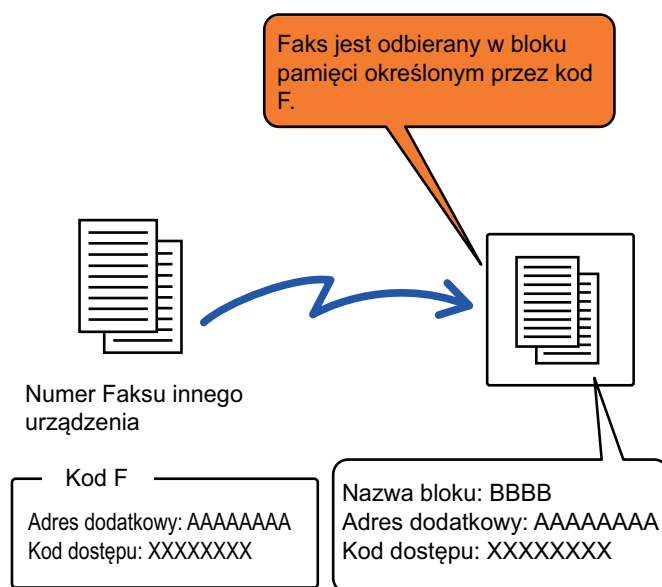 Faks jest odbierany w bloku
pamięci określonym przez kod
F.
Numer Faksu innego
urządzenia
Kod F
Adres dodatkowy: AAAAAAAA
Kod dostępu: XXXXXXXX
Nazwa bloku: BBBB
Adres dodatkowy: AAAAAAAA
Kod dostępu: XXXXXXXX